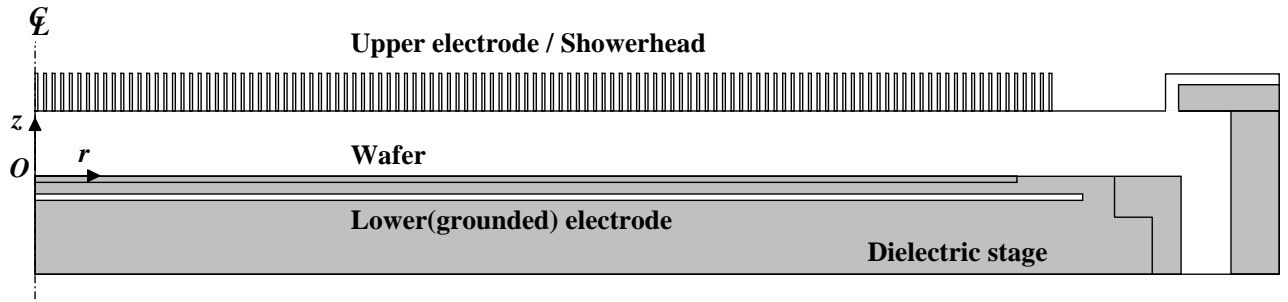 ℄
Upper electrode / Showerhead
z
Wafer
r
O
Lower(grounded) electrode
Dielectric stage